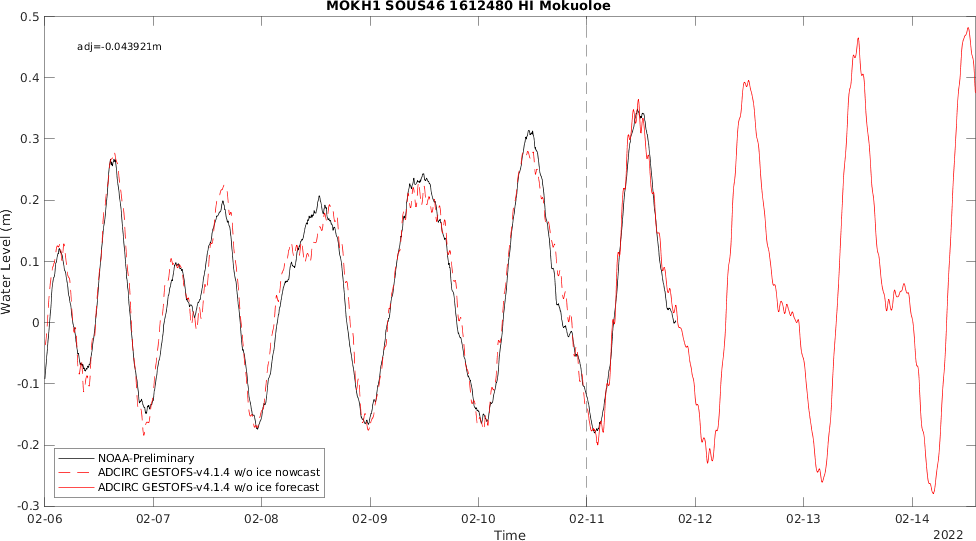 MOKH1 SOUS46 1612480 HI Mokuoloe
adj=-0.043921m
0.5
0.4
0.3
0.2
0.1
0
-0.1
-0.2
-0.3
Water Level (m)
NOAA-Preliminary
ADCIRC GESTOFS-v4.1.4 w/o ice nowcast
ADCIRC GESTOFS-v4.1.4 w/o ice forecast
02-06 02-07 02-08 02-09 02-10 02-11 02-12 02-13 02-14
Time
2022